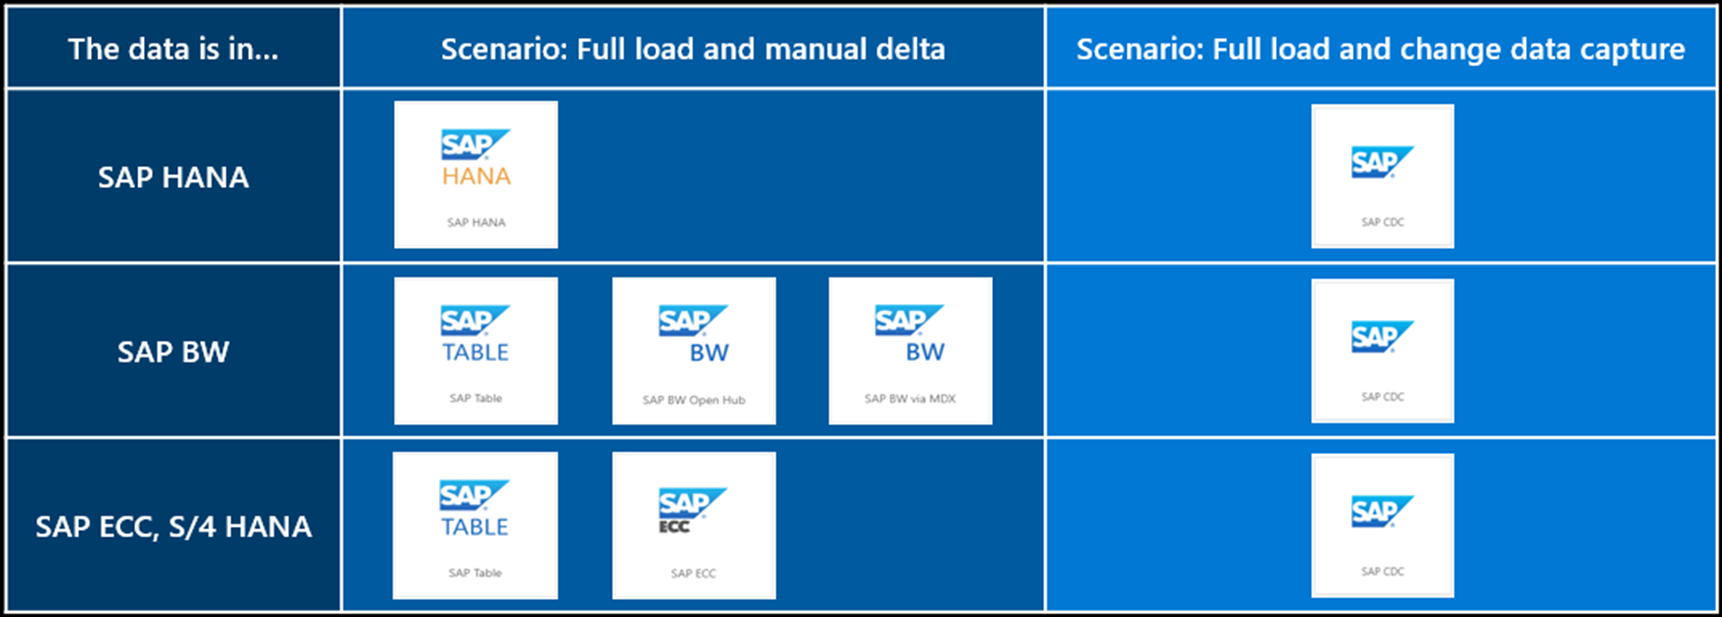 The data is in...
Scenario: Full load and manual delta
Scenario: Full load and change data capture
SAP HANA
SAP
HANA
SAP HANA
SAP
SAP CDC
SAP BW
SAP
TABLE
SAP Table
SAP
BW
SAP BW Open Hub
SAP
BW
SAP BW via MDX
SAP
SAP CDC
SAP ECC, S/4 HANA
SAP
TABLE
SAP Table
SAP
ECC
SAP ECC
SAP
SAP CDC